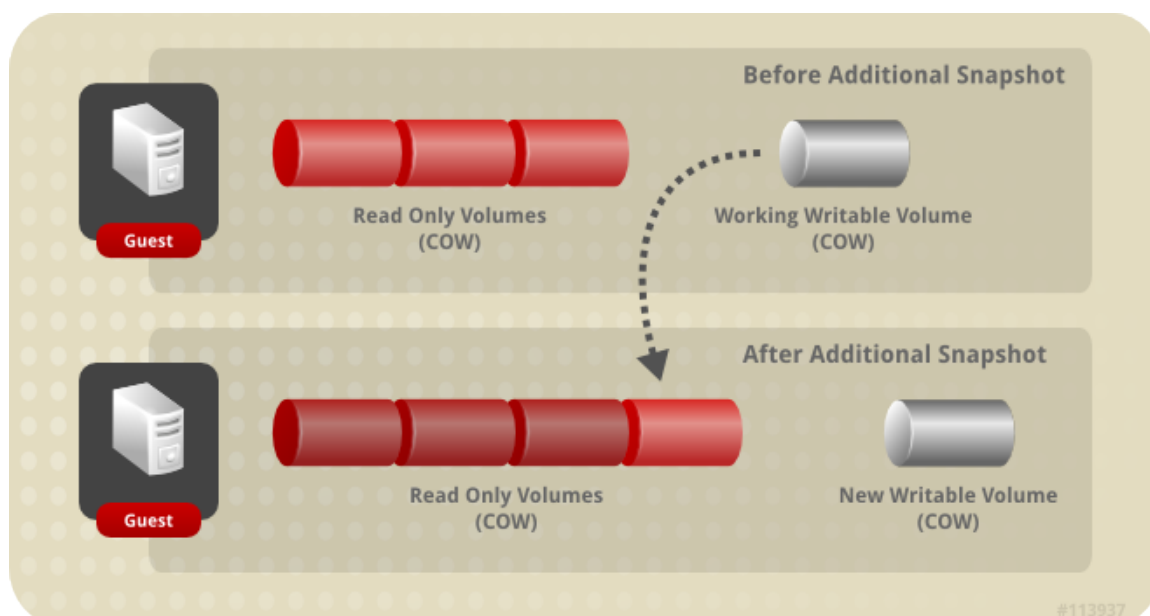 Before Additional Snapshot
Guest
Read Only Volumes
(COW)
Working Writable Volume
(COW)
After Additional Snapshot
Guest
Read Only Volumes
(COW)
New Writable Volume
(COW)
#113937